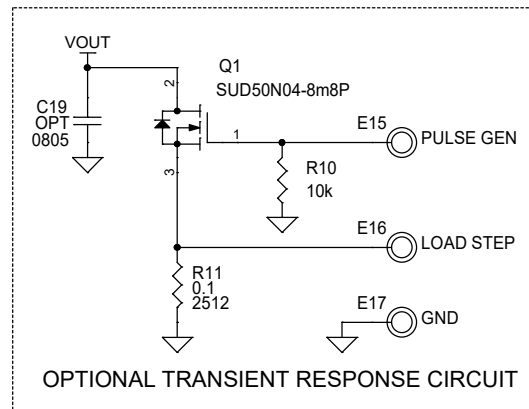 VOUT
Q1
SUD50N04-8m8P
2
C19
OPT
0805
1
E15
PULSE GEN
R10
10k
3
E16
LOAD STEP
R11
0.1
2512
E17
GND
OPTIONAL TRANSIENT RESPONSE CIRCUIT